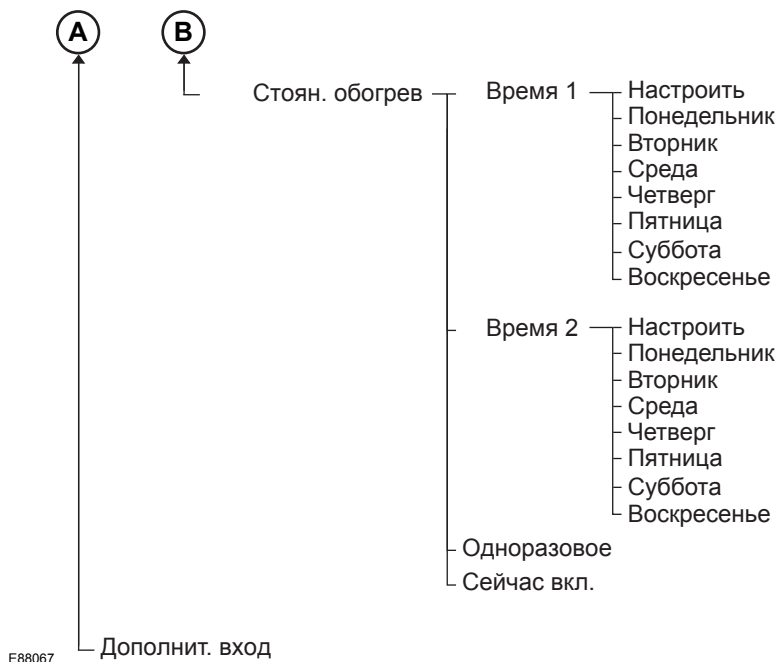 A
B
Стоян. обогрев
Время 1
Настроить
Понедельник
Вторник
Среда
Четверг
Пятница
Суббота
Воскресенье
Время 2
Настроить
Понедельник
Вторник
Среда
Четверг
Пятница
Суббота
Воскресенье
Одноразовое
Сейчас вкл.
Дополнит. вход
E88067